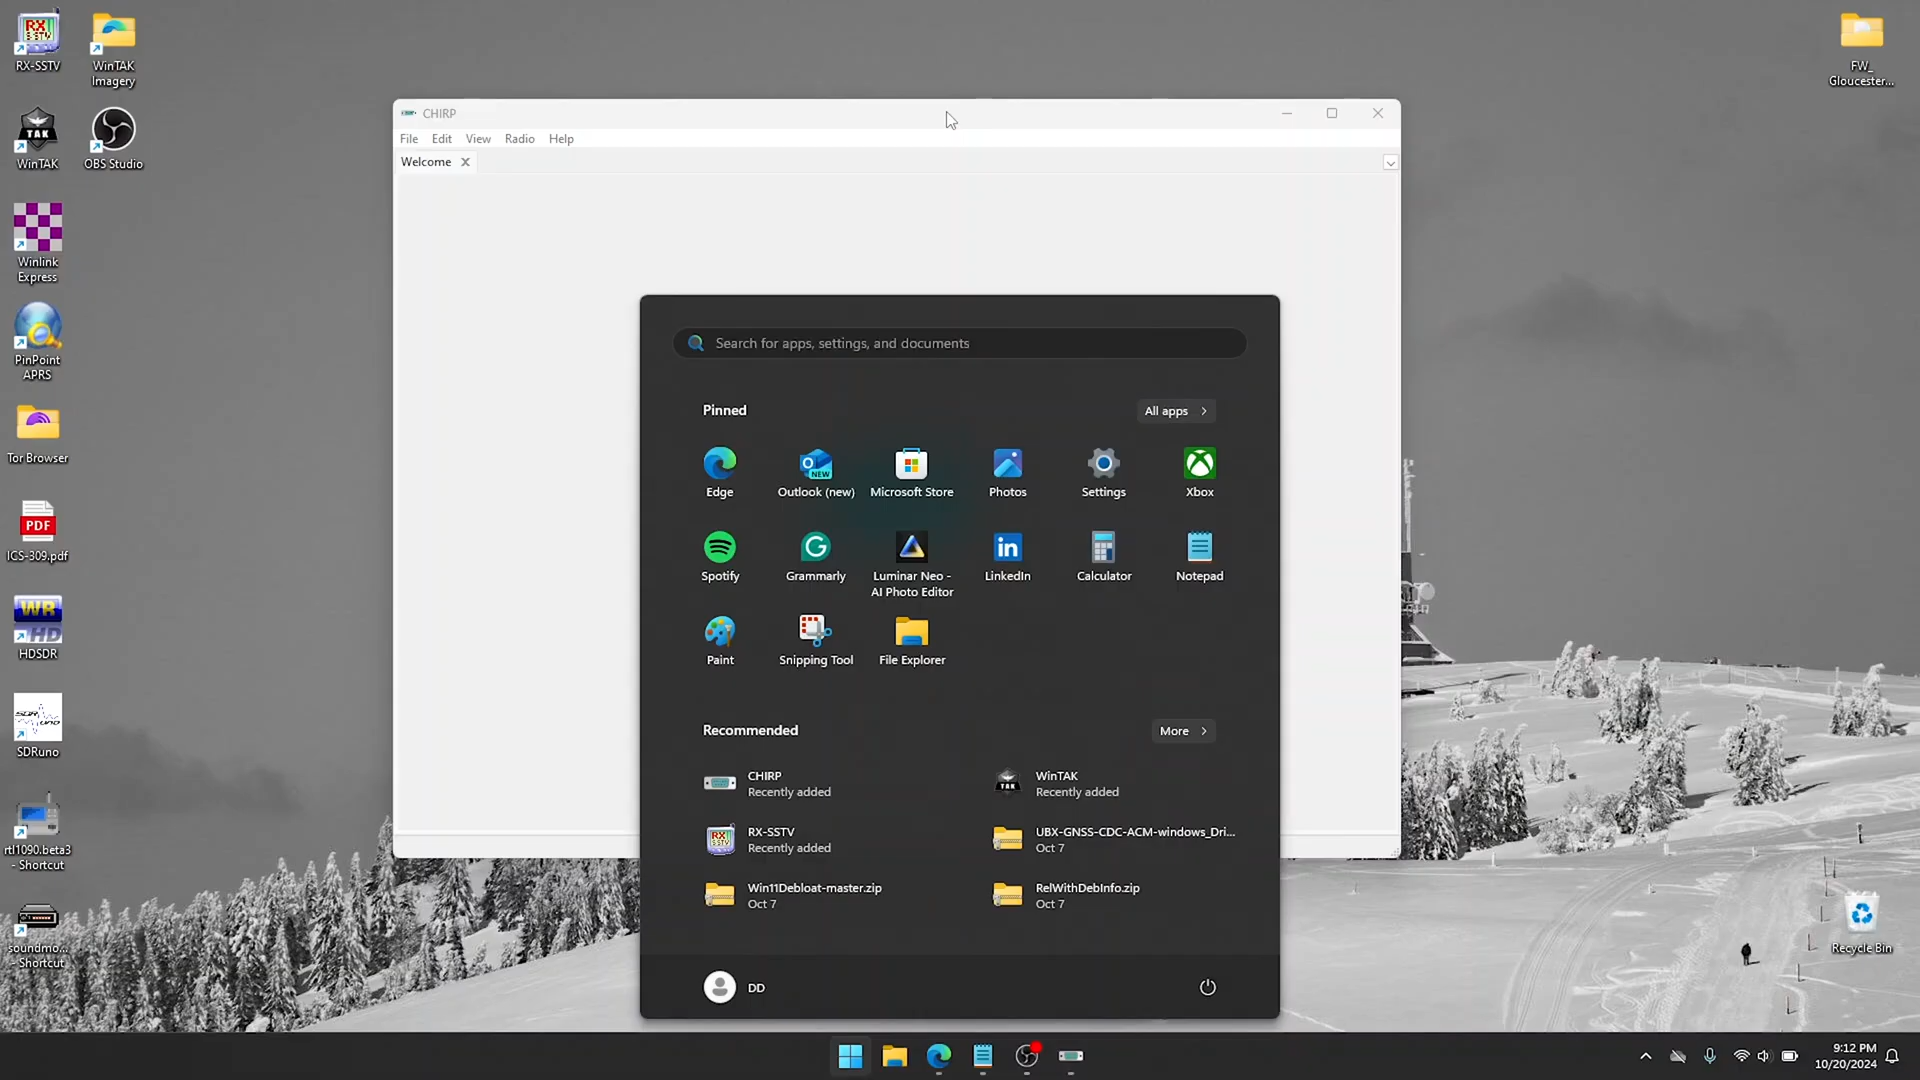 RX-SSTV
WinTAK
Imagery
WinTAK
OBS Studio
Winlink
Express
PinPoint
APRS
Tor Browser
PDF
ICS-309.pdf
WR
HD
HDSDR
SDRuno
rtl1090.beta3
- Shortcut
soundmo...
- Shortcut
FW_
Gloucester...
CHIRP
File Edit View Radio Help
Welcome
Search for apps, settings, and documents
Pinned
All apps
Edge
Outlook (new)
Microsoft Store
Photos
Settings
Xbox
Spotify
Grammarly
Luminar Neo -
AI Photo Editor
LinkedIn
Calculator
Notepad
Paint
Snipping Tool
File Explorer
Recommended
More
CHIRP
Recently added
WinTAK
Recently added
RX-SSTV
Recently added
UBX-GNSS-CDC-ACM-windows_Dri...
Oct 7
Win11Debloat-master.zip
Oct 7
RelWithDebInfo.zip
Oct 7
DD
Recycle Bin
9:12 PM
10/20/2024